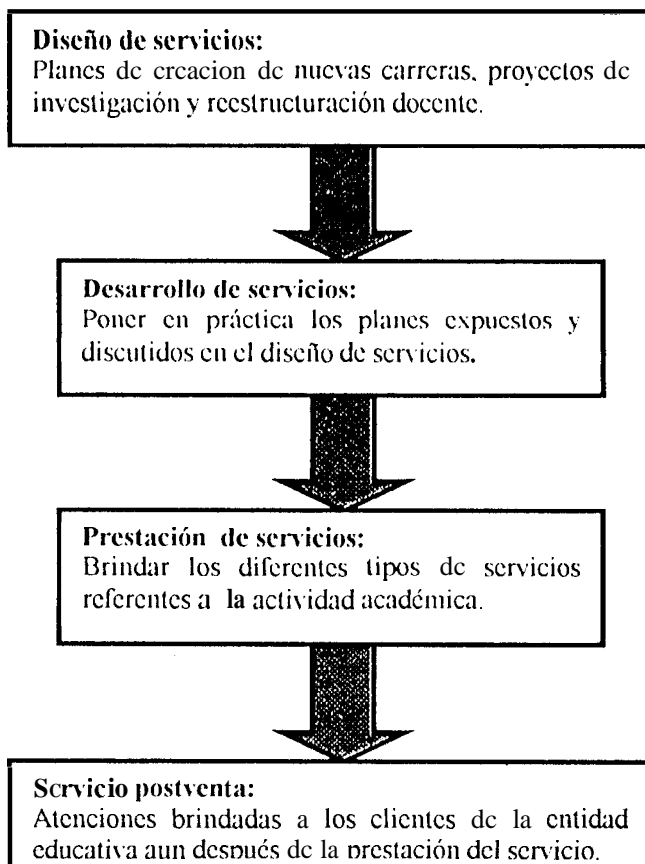 Diseño de servicios:
Planes de creacion de nuevas carreras, proyectos de
investigación y reestructuración docente.
Desarrollo de servicios:
Poner en práctica los planes expuestos y
discutidos en el diseño de servicios.
Prestación de servicios:
Brindar los diferentes tipos de servicios
referentes a la actividad académica.
Servicio postventa:
Atenciones brindadas a los clientes de la entidad
educativa aun después de la prestación del servicio.